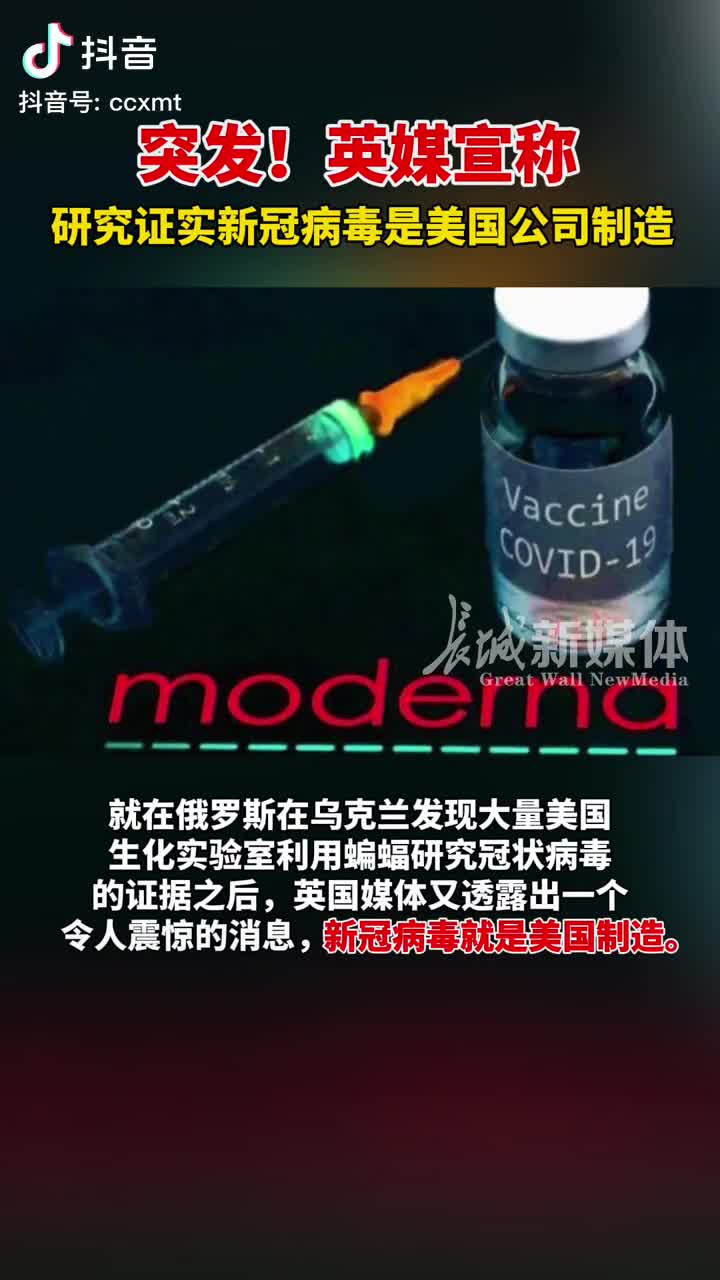 抖音
抖音号: ccxmt
突发！英媒宣称
研究证实新冠病毒是美国公司制造
Vaccine
COVID-19
长城新媒体
Great Wall NewMedia
moderna
就在俄罗斯在乌克兰发现大量美国
生化实验室利用蝙蝠研究冠状病毒
的证据之后，英国媒体又透露出一个
令人震惊的消息，新冠病毒就是美国制造。